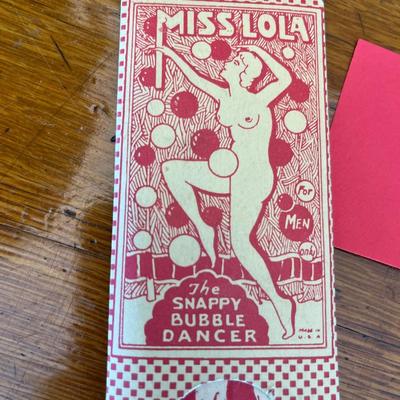 MISS LOLA
For
MEN
only
The
SNAPPY
BUBBLE
DANCER
MADE IN
U.S.A